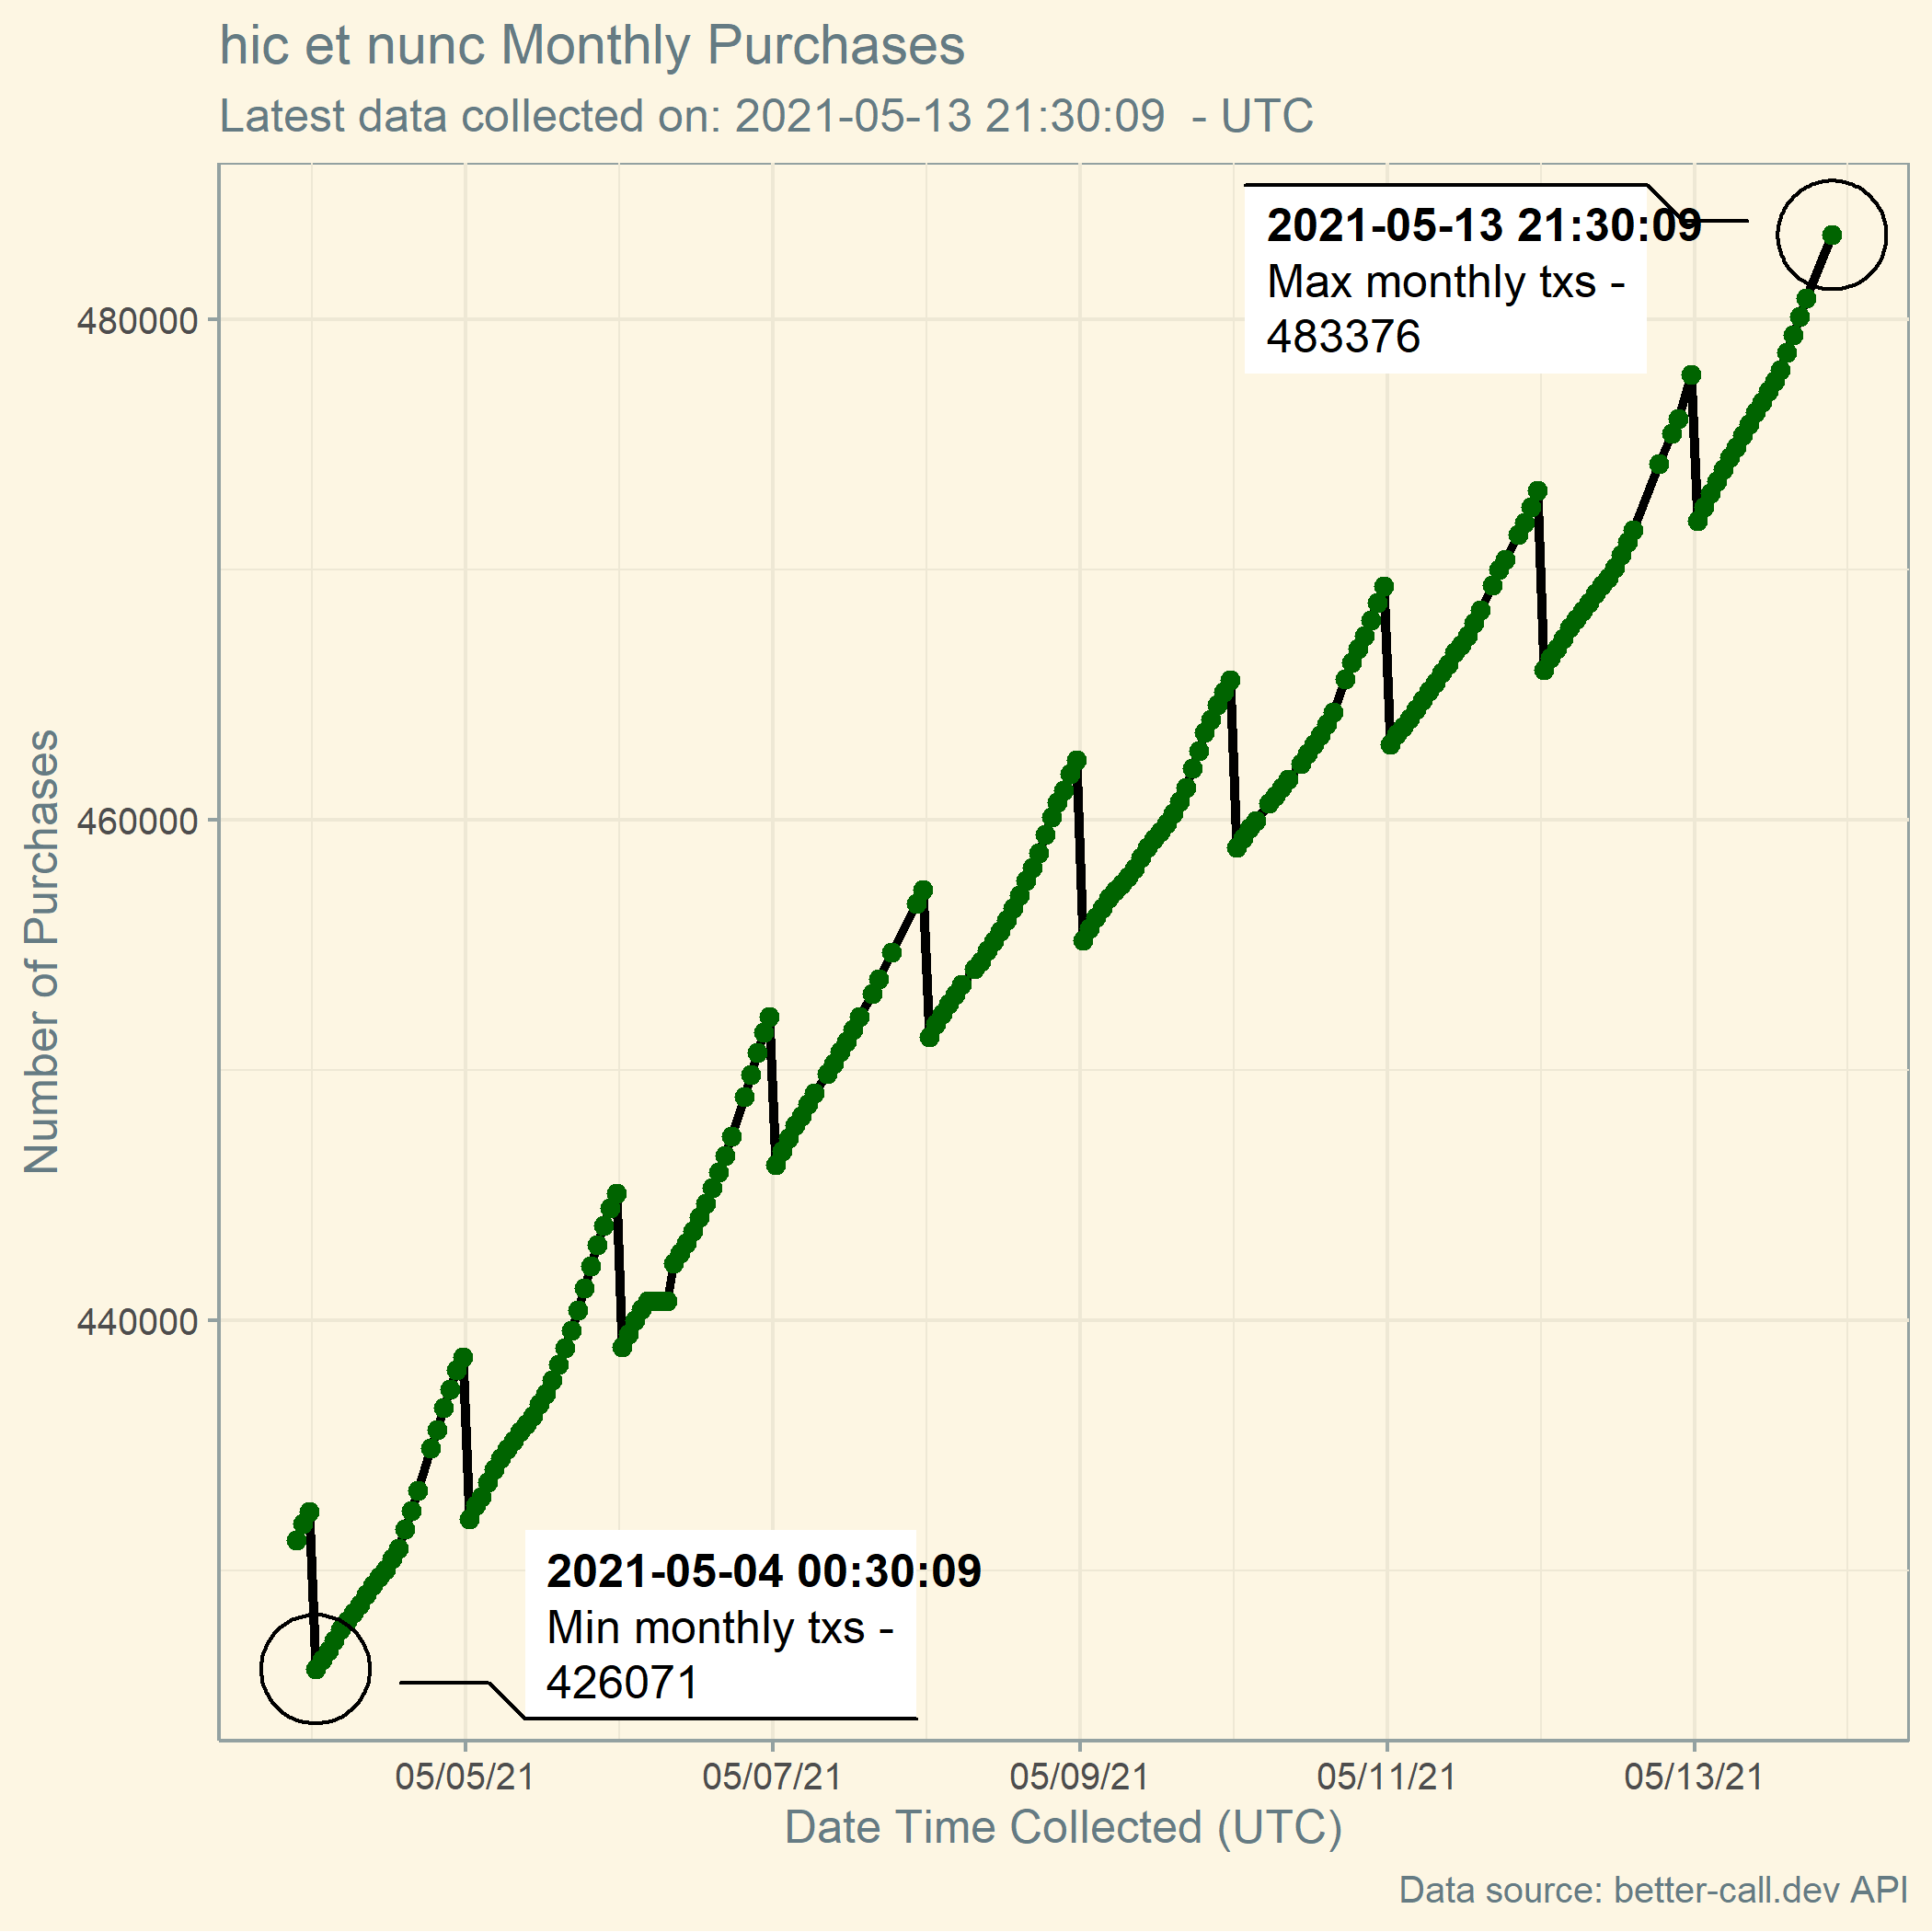 hic et nunc Monthly Purchases
Latest data collected on: 2021-05-13 21:30:09  - UTC
2021-05-13 21:30:09
Max monthly txs -
483376
480000
460000
440000
Number of Purchases
2021-05-04 00:30:09
Min monthly txs -
426071
05/05/21 05/07/21 05/09/21 05/11/21 05/13/21
Date Time Collected (UTC)
Data source: better-call.dev API